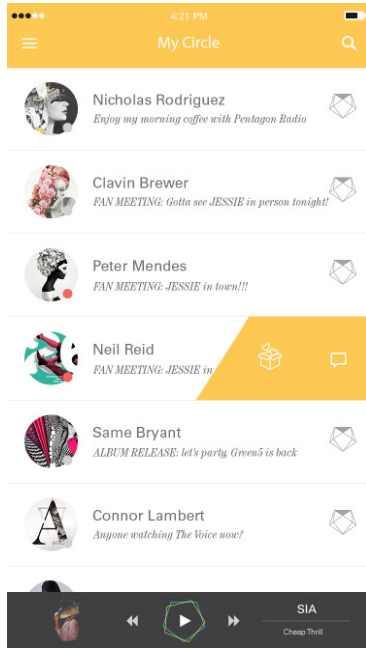 4:21 PM
My Circle
Nicholas Rodriguez
Enjoy my morning coffee with Pentagon Radio
Clavin Brewer
FAN MEETING: Gotta see JESSIE in person tonight!
Peter Mendes
FAN MEETING: JESSIE in town!!!
Neil Reid
FAN MEETING: JESSIE in
Same Bryant
ALBUM RELEASE: let's party, Green5 is back
Connor Lambert
Anyone watching The Voice now?
A
SIA
Cheap Thrill